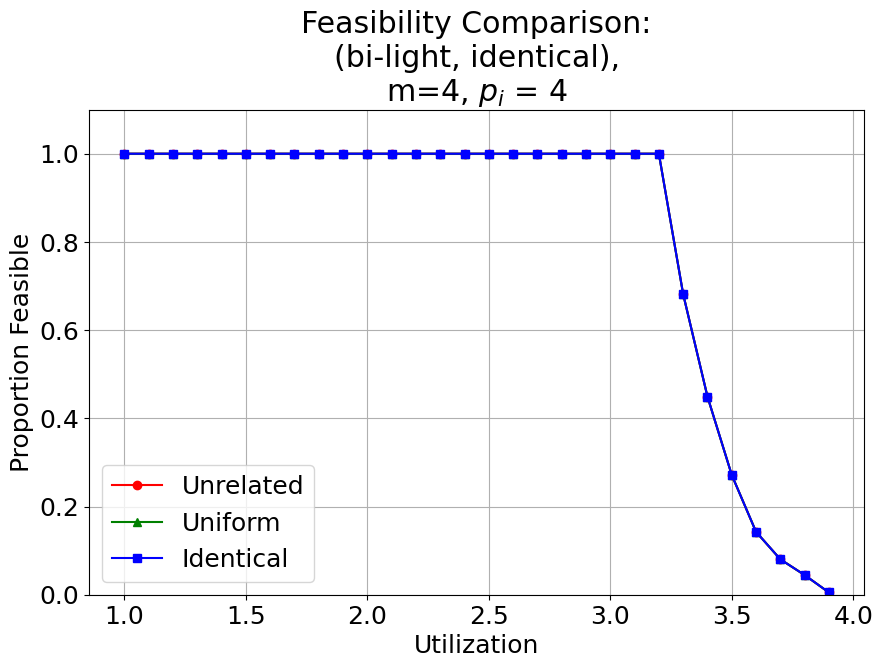 Feasibility Comparison:
(bi-light, identical),
m=4, $p_i$ = 4
Proportion Feasible
1.0
0.8
0.6
0.4
0.2
0.0
Unrelated
Uniform
Identical
1.0 1.5 2.0 2.5 3.0 3.5 4.0
Utilization